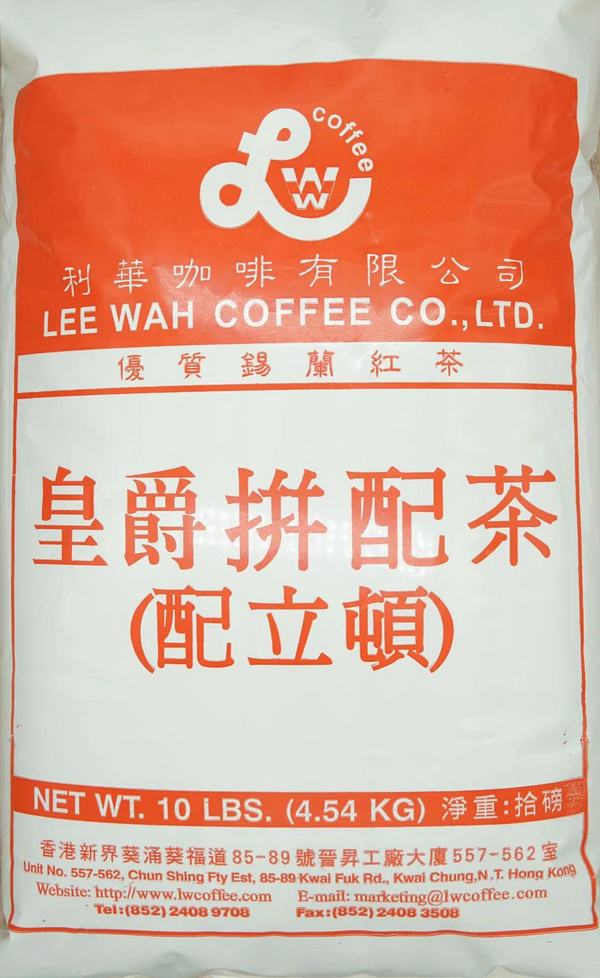 coffee
LWW
利華咖啡有限公司
LEE WAH COFFEE CO., LTD.
優質錫蘭紅茶
皇爵拼配茶
(配立頓)
NET WT. 10 LBS. (4.54 KG) 淨重:拾磅
香港新界葵涌葵福道85-89號晉昇工廠大廈557-562室
Unit No. 557-562, Chun Shing Fty Est, 85-89 Kwai Fuk Rd., Kwai Chung,N.T. Hong Kong
Website: http://www.lwcoffee.com E-mail: marketing@lwcoffee.com
Tel:(852) 2408 9708 Fax:(852) 2408 3508